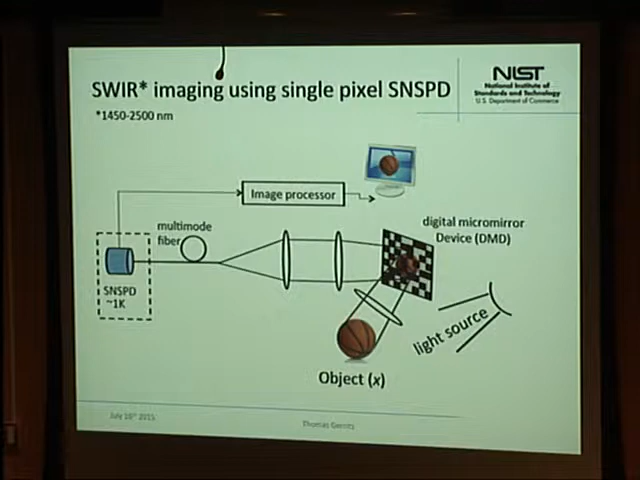 SWIR* imaging using single pixel SNSPD
*1450-2500 nm
NIST
National Institute of
Standards and Technology
U.S. Department of Commerce
Image processor
multimode
fiber
digital micromirror
Device (DMD)
SNSPD
~1K
light source
Object (x)
July 16th 2015
Thomas Gerrits